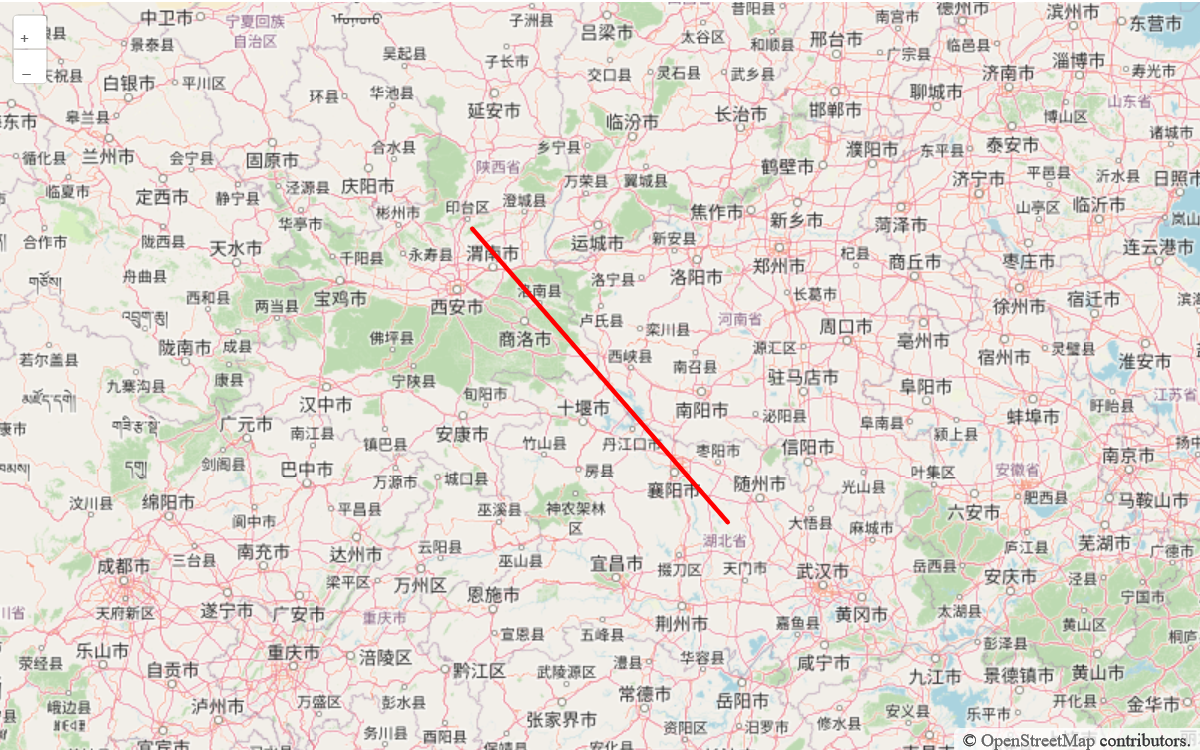 中卫市
宁夏回族
自治区
子洲县
吕梁市
太谷区
昔阳县
和顺县
南宫市
邢台市
德州市
滨州市
东营市
+
−
景泰县
吴起县
子长市
交口县
灵石县
武乡县
广宗县
临邑县
济南市
淄博市
寿光市
白银市
平川区
环县
华池县
延安市
临汾市
长治市
邯郸市
聊城市
山东省
博山区
皋兰县
兰州市
会宁县
固原市
合水县
陕西省
乡宁县
鹤壁市
濮阳市
东平县
泰安市
诸城市
循化县
临夏市
定西市
静宁县
泾源县
庆阳市
万荣县
翼城县
济宁市
平邑县
沂水县
日照市
合作市
陇西县
天水市
华亭市
彬州市
印台区
澄城县
运城市
焦作市
新安县
新乡市
菏泽市
山亭区
临沂市
舟曲县
千阳县
永寿县
渭南市
洛宁县
洛阳市
郑州市
杞县
商丘市
枣庄市
连云港市
西和县
两当县
宝鸡市
西安市
洛南县
长葛市
徐州市
宿迁市
陇南市
成县
佛坪县
商洛市
卢氏县
栾川县
河南省
周口市
亳州市
宿州市
灵璧县
淮安市
若尔盖县
九寨沟县
康县
宁陕县
西峡县
南召县
源汇区
驻马店市
阜阳市
江苏省
汉中市
旬阳市
十堰市
南阳市
泌阳县
阜南县
蚌埠市
盱眙县
广元市
南江县
镇巴县
安康市
竹山县
丹江口市
枣阳市
信阳市
颍上县
剑阁县
巴中市
万源市
城口县
房县
襄阳市
随州市
光山县
叶集区
安徽省
南京市
汶川县
绵阳市
阆中市
平昌县
巫溪县
神农架林
区
大悟县
麻城市
六安市
肥西县
马鞍山市
成都市
三台县
南充市
达州市
云阳县
巫山县
宜昌市
湖北省
掇刀区
天门市
武汉市
岳西县
庐江县
芜湖市
广德市
天府新区
遂宁市
广安市
梁平区
万州区
恩施市
黄冈市
太湖县
安庆市
泾县
宁国市
重庆市
宣恩县
五峰县
荆州市
嘉鱼县
彭泽县
黄山区
乐山市
荥经县
自贡市
重庆市
涪陵区
黔江区
武陵源区
澧县
华容县
咸宁市
九江市
景德镇市
黄山市
峨边县
泸州市
万盛区
彭水县
张家界市
常德市
岳阳市
修水县
安义县
乐平市
开化县
金华市
宜宾市
务川县
酉阳县
资阳区
汨罗市
© OpenStreetMap contributors.